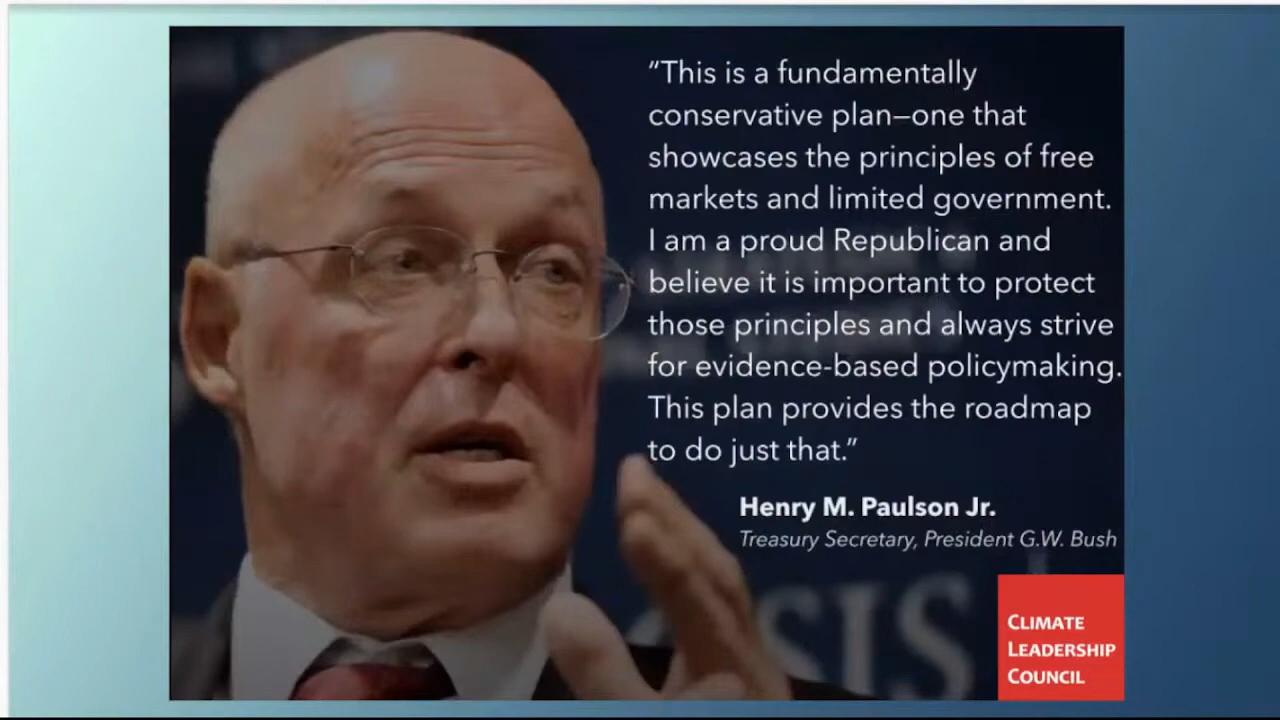 “This is a fundamentally
conservative plan—one that
showcases the principles of free
markets and limited government.
I am a proud Republican and
believe it is important to protect
those principles and always strive
for evidence-based policymaking.
This plan provides the roadmap
to do just that.”
Henry M. Paulson Jr.
Treasury Secretary, President G.W. Bush
CLIMATE
LEADERSHIP
COUNCIL